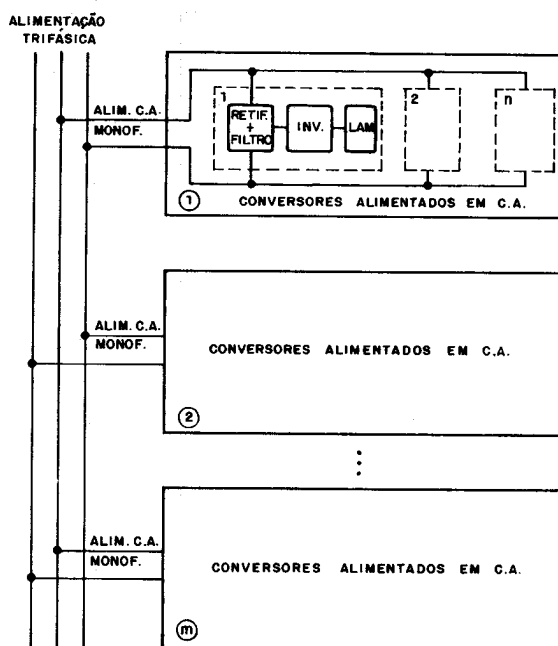 ALIMENTAÇÃO
TRIFÁSICA
ALIM. C.A.
MONOF.
1
RETIF.
+
FILTRO
INV.
LAM
2
n
1
CONVERSORES ALIMENTADOS EM C.A.
ALIM. C.A.
MONOF.
CONVERSORES ALIMENTADOS EM C.A.
2
ALIM. C.A.
MONOF.
CONVERSORES ALIMENTADOS EM C.A.
m